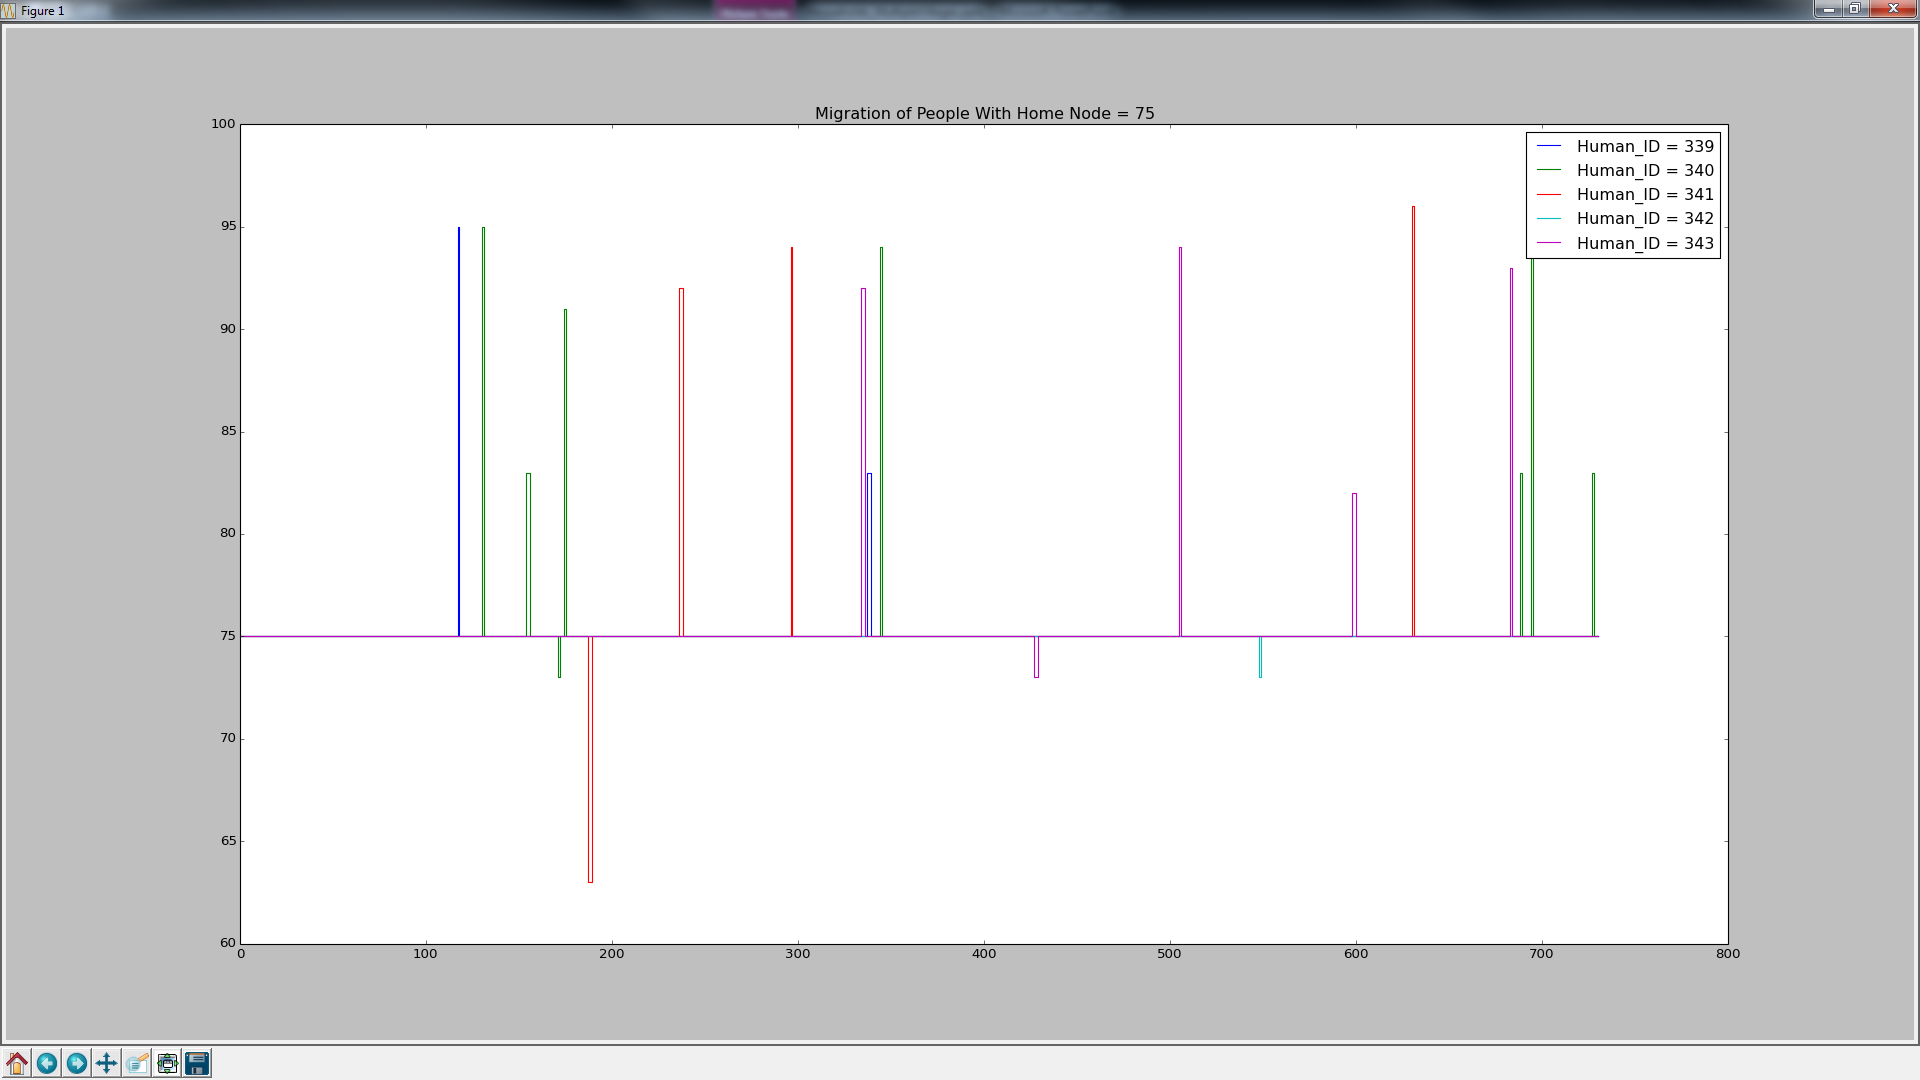 Figure 1
Migration of People With Home Node = 75
100
95
90
85
80
75
70
65
60
0 100 200 300 400 500 600 700 800
Human_ID = 339
Human_ID = 340
Human_ID = 341
Human_ID = 342
Human_ID = 343